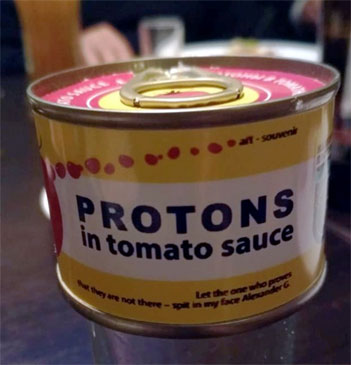 art - souvenir
PROTONS
in tomato sauce
Let the one who proves
that they are not there – spit in my face Alexander G.